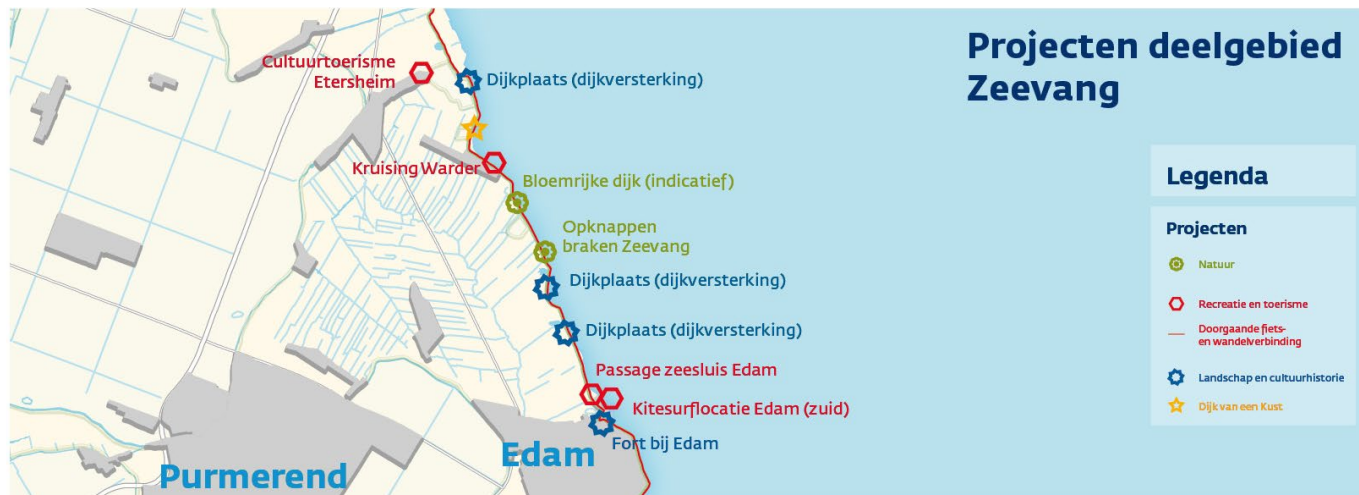 Projecten deelgebied
Zeevang
Cultuurtoerisme
Etersheim
Dijkplaats (dijkversterking)
Kruising Warder
Bloemrijke dijk (indicatief)
Opknappen
braken Zeevang
Dijkplaats (dijkversterking)
Dijkplaats (dijkversterking)
Passage zeesluis Edam
Kitesurflocatie Edam (zuid)
Fort bij Edam
Edam
Purmerend
Legenda
Projecten
Natuur
Recreatie en toerisme
Doorgaande fiets-
en wandelverbinding
Landschap en cultuurhistorie
Dijk van een Kust